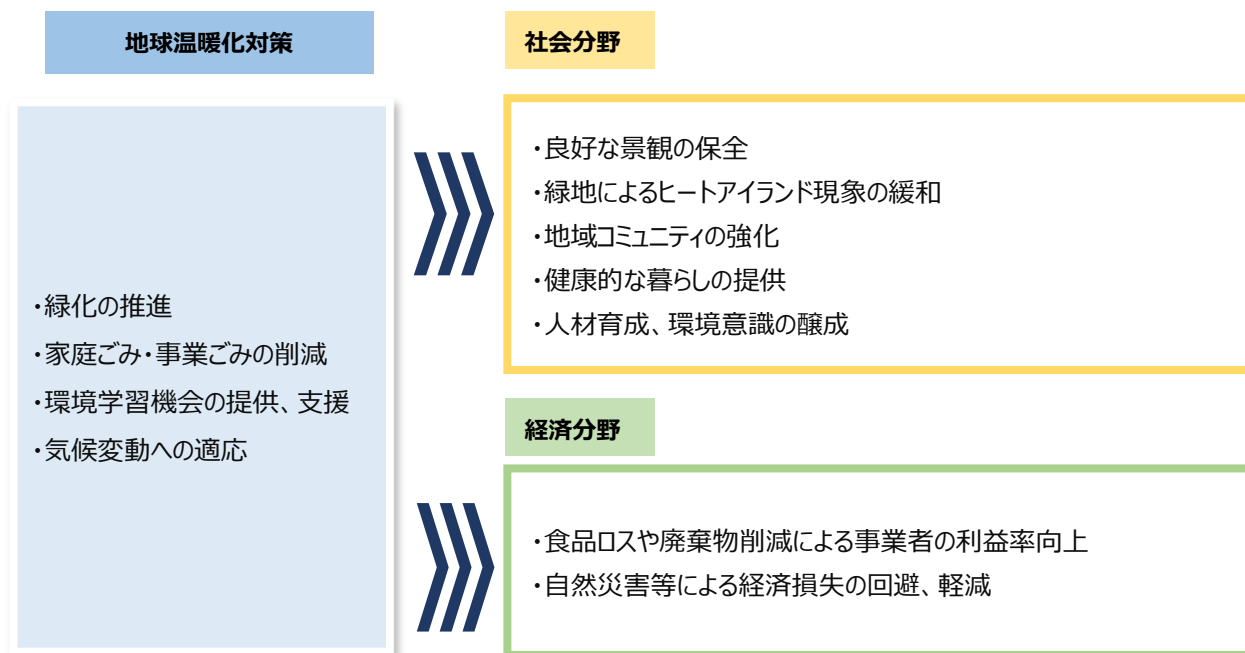 地球温暖化対策
・緑化の推進
・家庭ごみ・事業ごみの削減
・環境学習機会の提供、支援
・気候変動への適応
社会分野
・良好な景観の保全
・緑地によるヒートアイランド現象の緩和
・地域コミュニティの強化
・健康的な暮らしの提供
・人材育成、環境意識の醸成
経済分野
・食品ロスや廃棄物削減による事業者の利益率向上
・自然災害等による経済損失の回避、軽減